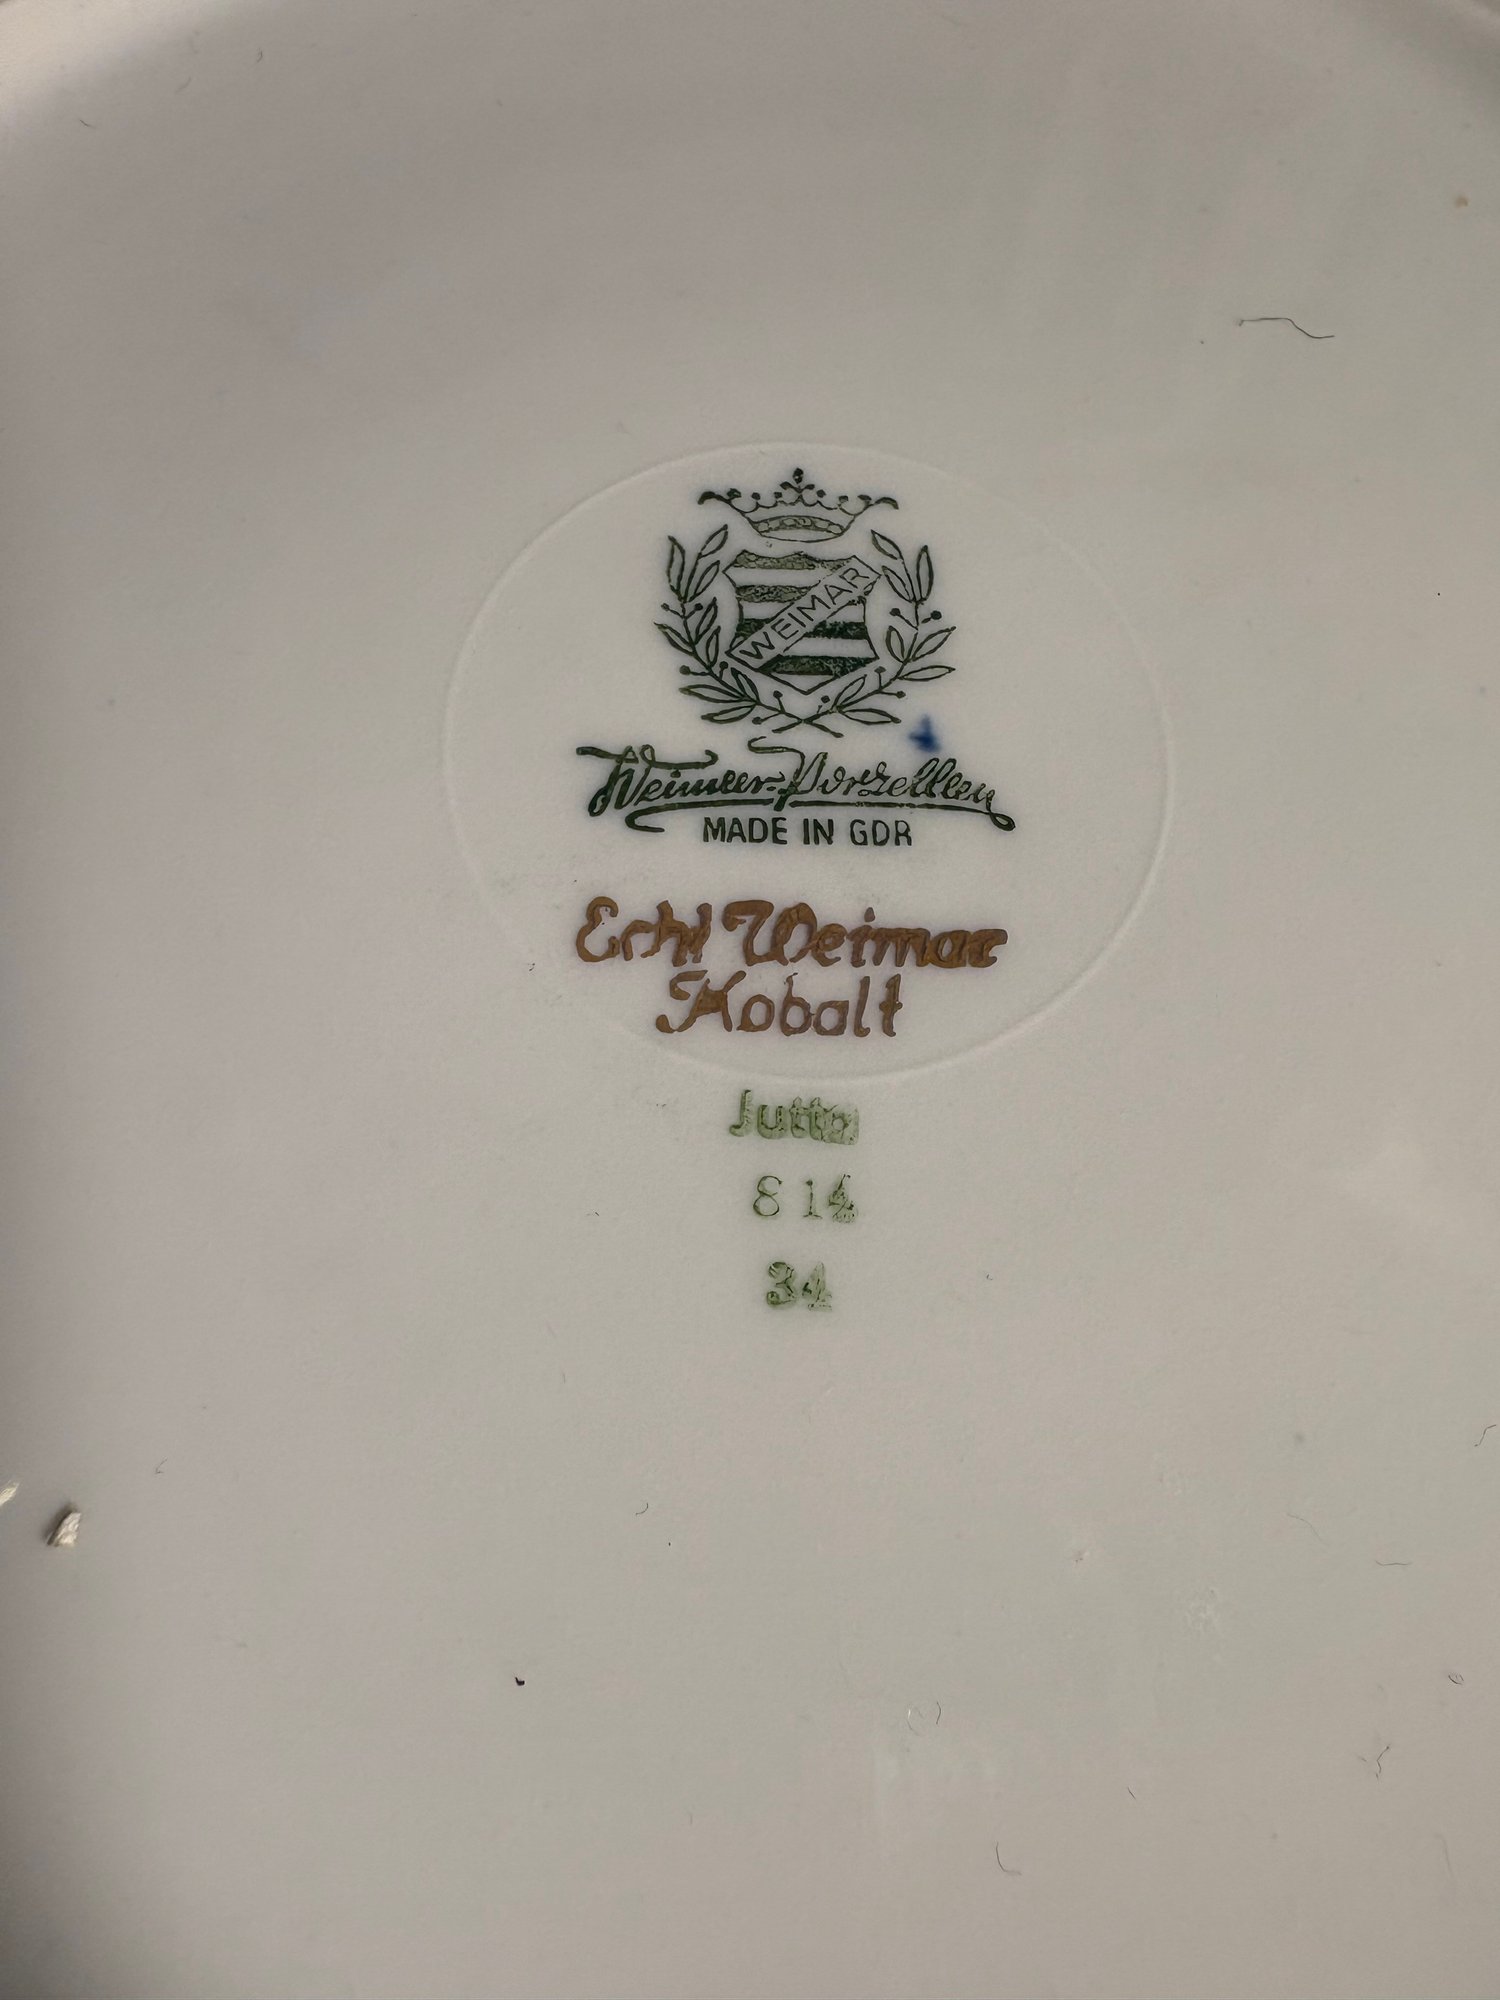 WEIMAR
Weimar-Porzellan
MADE IN GDR
Echt Weimar
Kobalt
Jutta
8 14
34